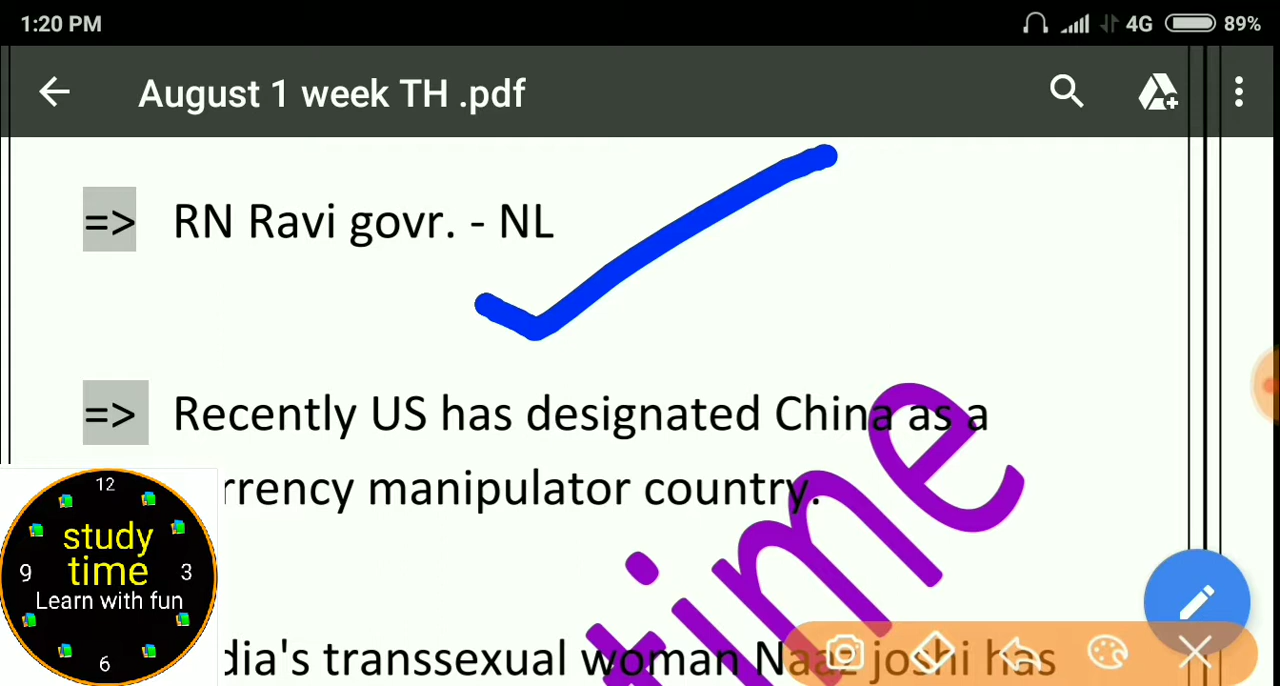 1:20 PM 4G 89%
August 1 week TH .pdf
=> RN Ravi govr. - NL
=> Recently US has designated China as a
rrency manipulator country.
dia's transsexual woman Naaz joshi has
time
12
study
time
9 3
Learn with fun
6